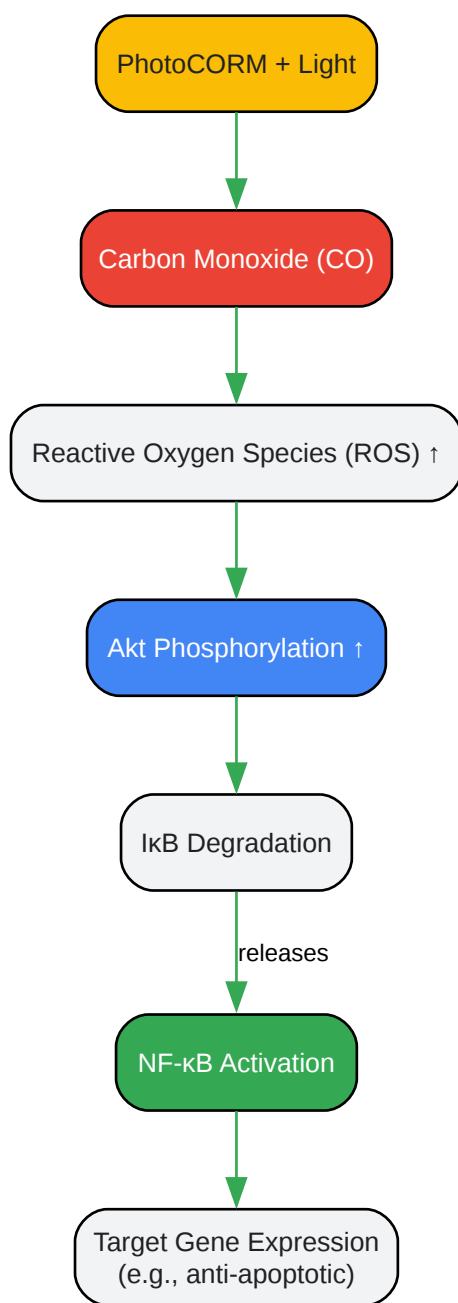 PhotoCORM + Light
Carbon Monoxide (CO)
Reactive Oxygen Species (ROS) ↑
Akt Phosphorylation ↑
IκB Degradation
releases
NF-κB Activation
Target Gene Expression
(e.g., anti-apoptotic)